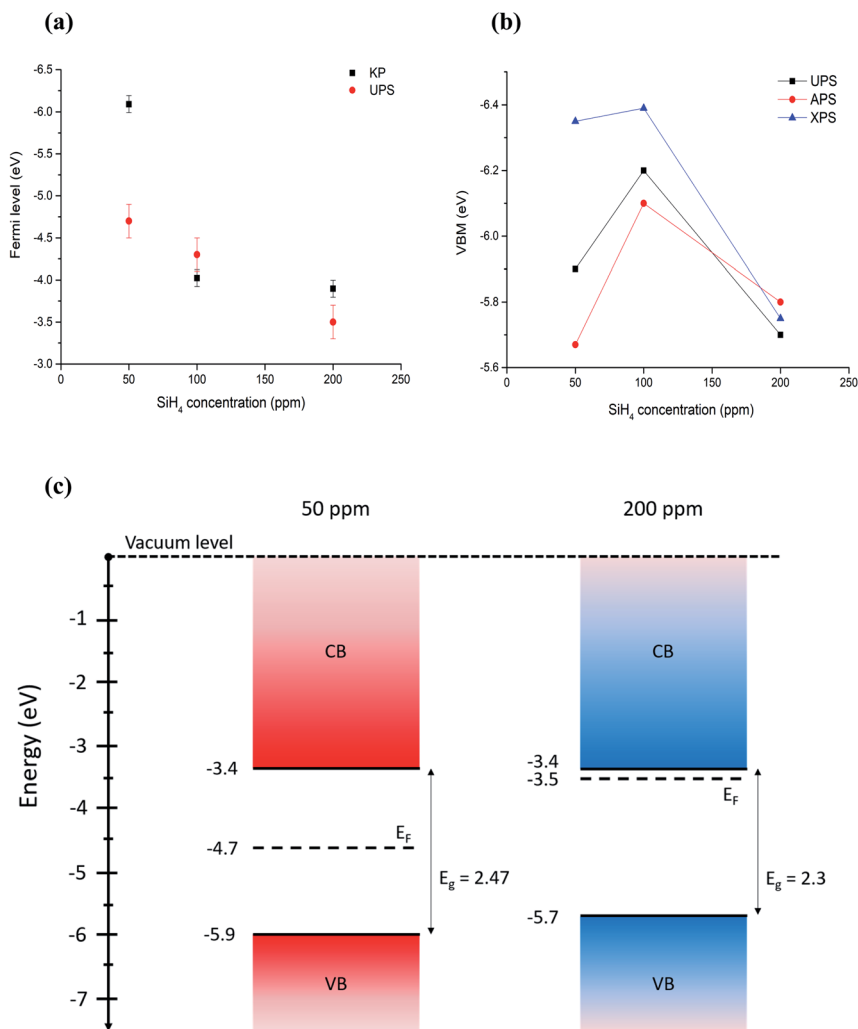 (a)
KP
UPS
-6.5
-6.0
-5.5
-5.0
-4.5
-4.0
-3.5
-3.0
Fermi level (eV)
0
50
100
150
200
250
SiH₄ concentration (ppm)
(b)
UPS
APS
XPS
-6.4
-6.2
-6.0
-5.8
-5.6
VBM (eV)
0
50
100
150
200
250
SiH₄ concentration (ppm)
(c)
50 ppm
200 ppm
Vacuum level
Energy (eV)
-1
-2
-3
-4
-5
-6
-7
CB
-3.4
-4.7
E_F
E_g = 2.47
-5.9
VB
CB
-3.4
-3.5
E_F
E_g = 2.3
-5.7
VB